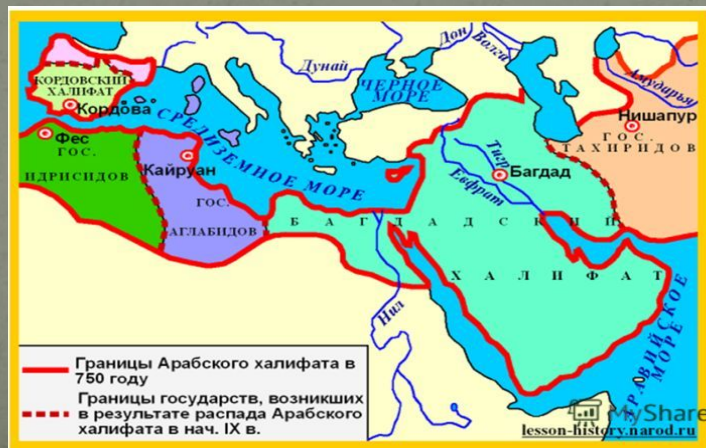 КОРДОВСКИЙ
ХАЛИФАТ
Кордова
Фес
ГОС.
ИДРИСИДОВ
Кайруан
ГОС.
АГЛАБИДОВ
СРЕДИЗЕМНОЕ МОРЕ
Дунай
ЧЕРНОЕ
МОРЕ
Дон
Волга
Амударья
Нишапур
ГОС.
ТАХИРИДОВ
Тигр
Евфрат
Багдад
БАГДАДСКИЙ
ХАЛИФАТ
Нил
АРАВИЙСКОЕ
МОРЕ
Границы Арабского халифата в
750 году
Границы государств, возникших
в результате распада Арабского
халифата в нач. IX в.
MyShare
lesson-history.narod.ru